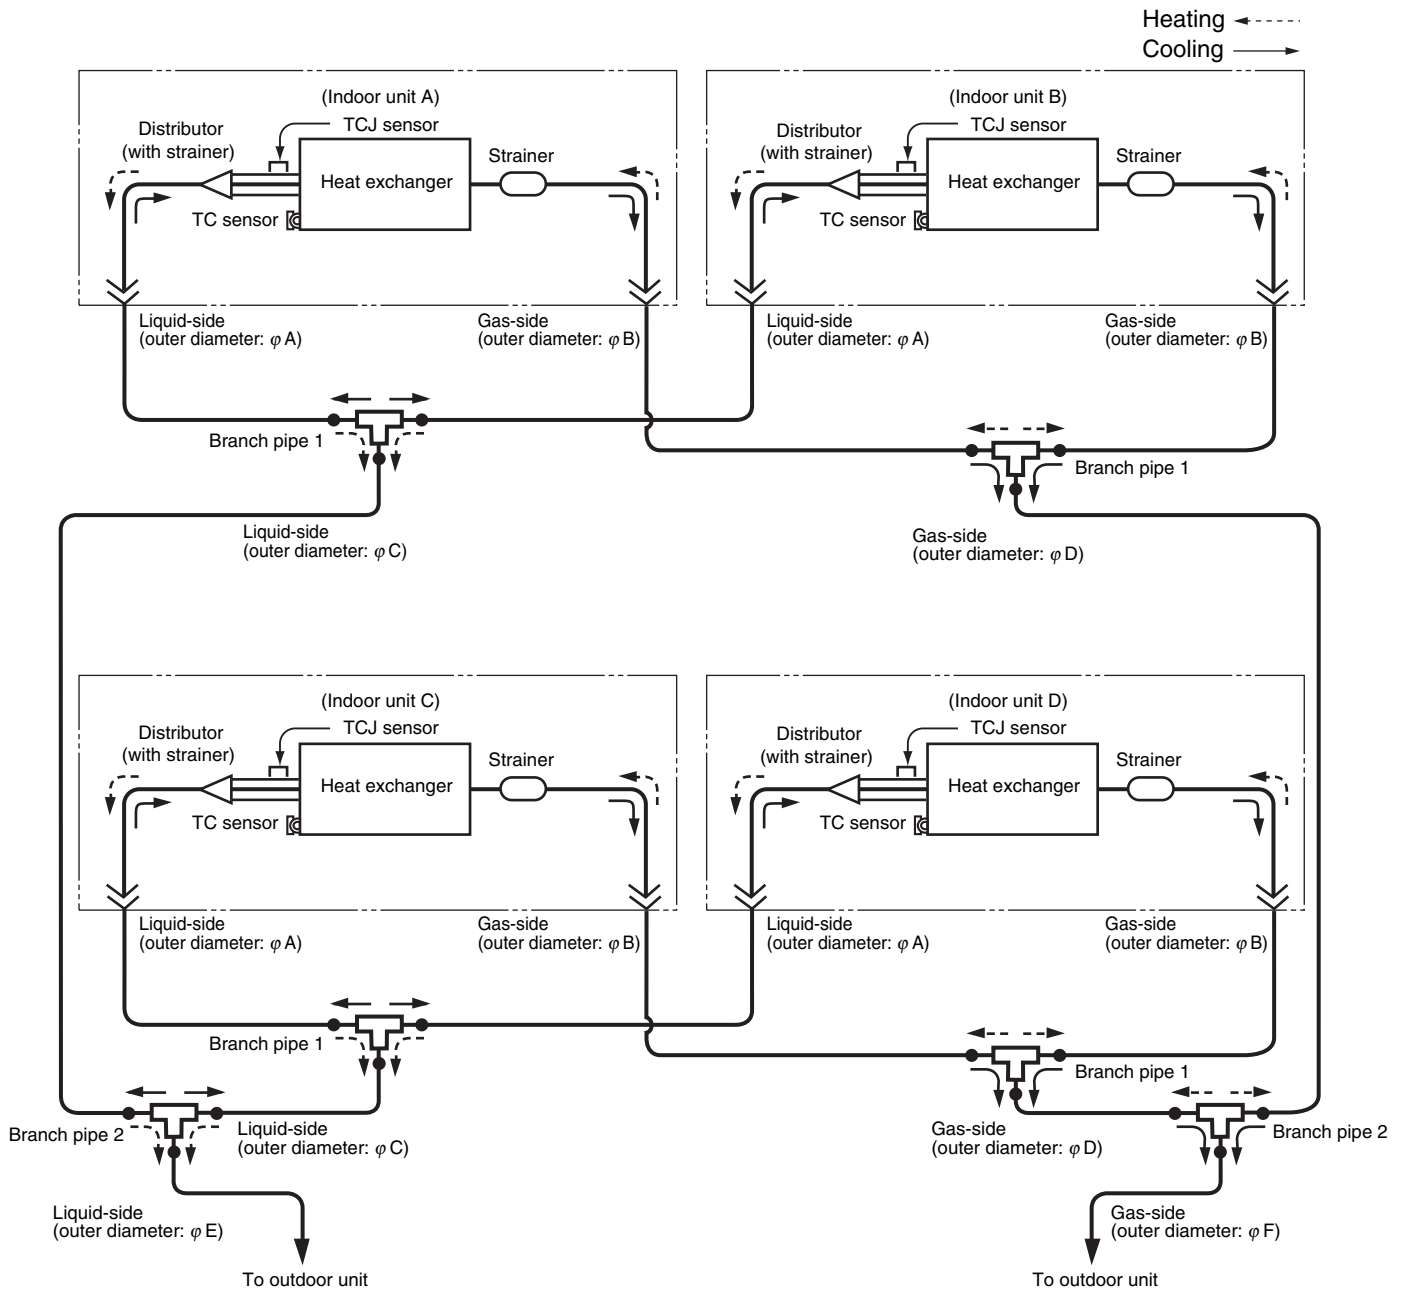 Heating
Cooling
(Indoor unit A)
TCJ sensor
Distributor
(with strainer)
Strainer
Heat exchanger
TC sensor
Liquid-side
(outer diameter: φ A)
Gas-side
(outer diameter: φ B)
(Indoor unit B)
TCJ sensor
Distributor
(with strainer)
Strainer
Heat exchanger
TC sensor
Liquid-side
(outer diameter: φ A)
Gas-side
(outer diameter: φ B)
Branch pipe 1
Branch pipe 1
Liquid-side
(outer diameter: φ C)
Gas-side
(outer diameter: φ D)
(Indoor unit C)
TCJ sensor
Distributor
(with strainer)
Strainer
Heat exchanger
TC sensor
Liquid-side
(outer diameter: φ A)
Gas-side
(outer diameter: φ B)
(Indoor unit D)
TCJ sensor
Distributor
(with strainer)
Strainer
Heat exchanger
TC sensor
Liquid-side
(outer diameter: φ A)
Gas-side
(outer diameter: φ B)
Branch pipe 1
Branch pipe 1
Branch pipe 2
Liquid-side
(outer diameter: φ C)
Gas-side
(outer diameter: φ D)
Branch pipe 2
Liquid-side
(outer diameter: φ E)
Gas-side
(outer diameter: φ F)
To outdoor unit
To outdoor unit